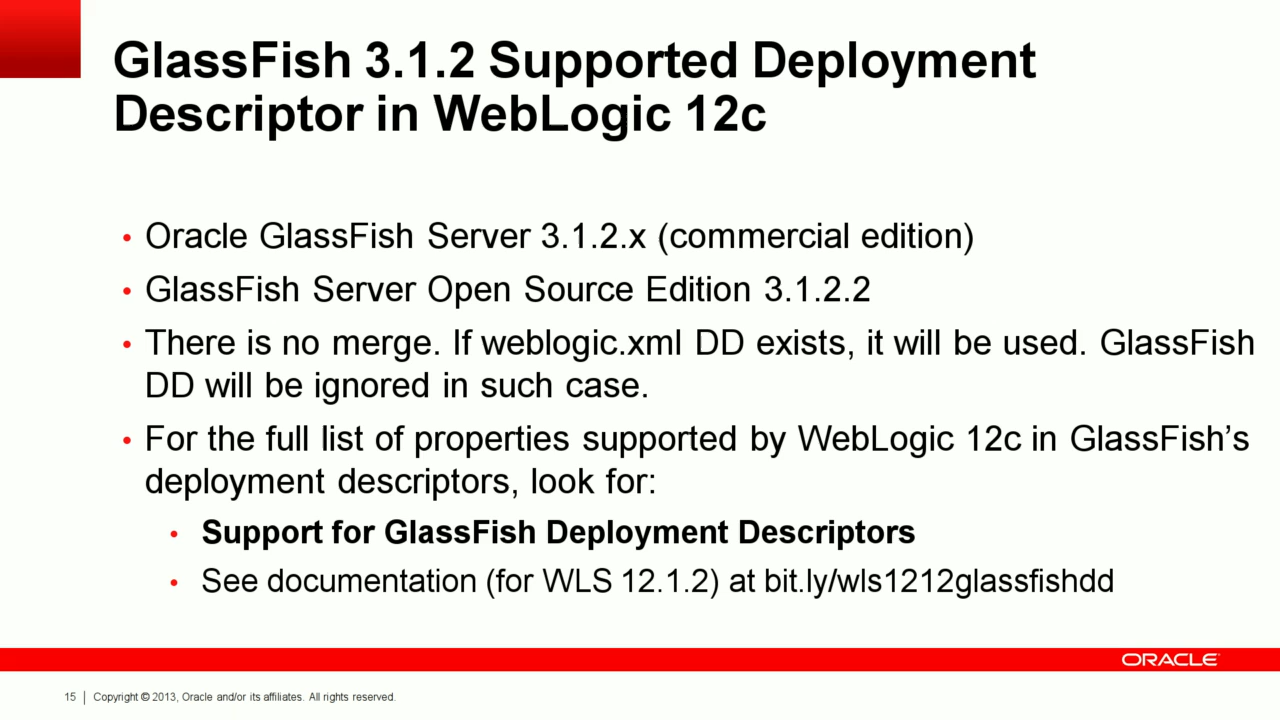 GlassFish 3.1.2 Supported Deployment
Descriptor in WebLogic 12c
• Oracle GlassFish Server 3.1.2.x (commercial edition)
• GlassFish Server Open Source Edition 3.1.2.2
• There is no merge. If weblogic.xml DD exists, it will be used. GlassFish
DD will be ignored in such case.
• For the full list of properties supported by WebLogic 12c in GlassFish’s
deployment descriptors, look for:
• Support for GlassFish Deployment Descriptors
• See documentation (for WLS 12.1.2) at bit.ly/wls1212glassfishdd
ORACLE
15 | Copyright © 2013, Oracle and/or its affiliates. All rights reserved.